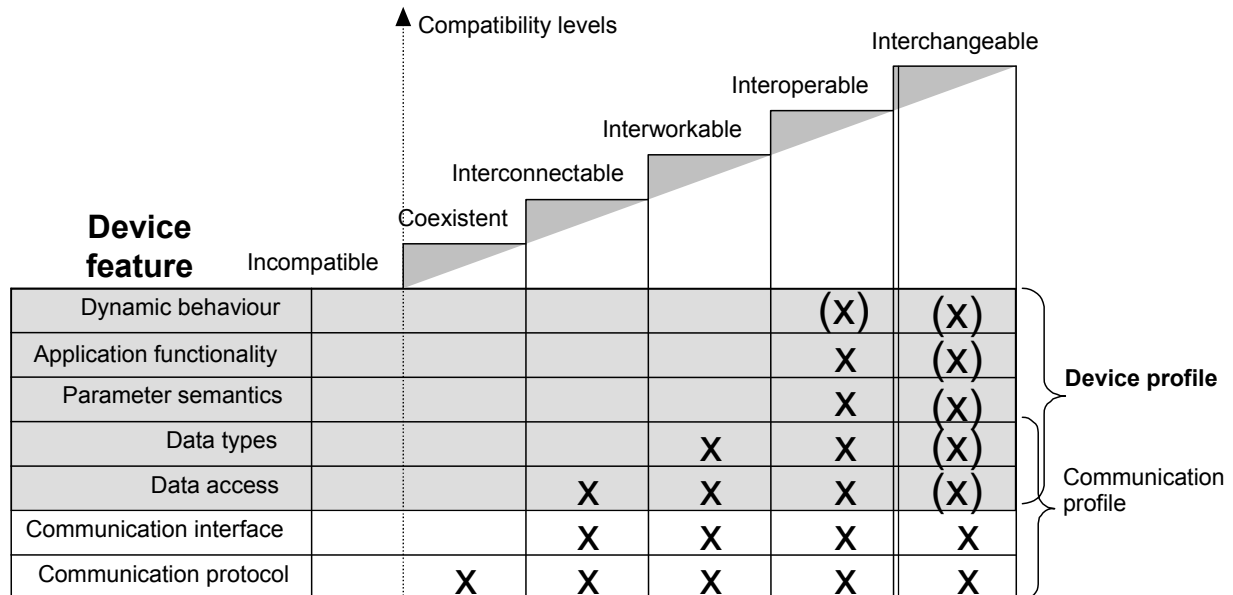 Compatibility levels
Interchangeable
Interoperable
Interworkable
Interconnectable
Coexistent
Incompatible
Device
feature
Dynamic behaviour (x) (x)
Application functionality x (x)
Parameter semantics x (x)
Data types x x (x)
Data access x x x (x)
Communication interface x x x x
Communication protocol x x x x x
Device profile
Communication
profile